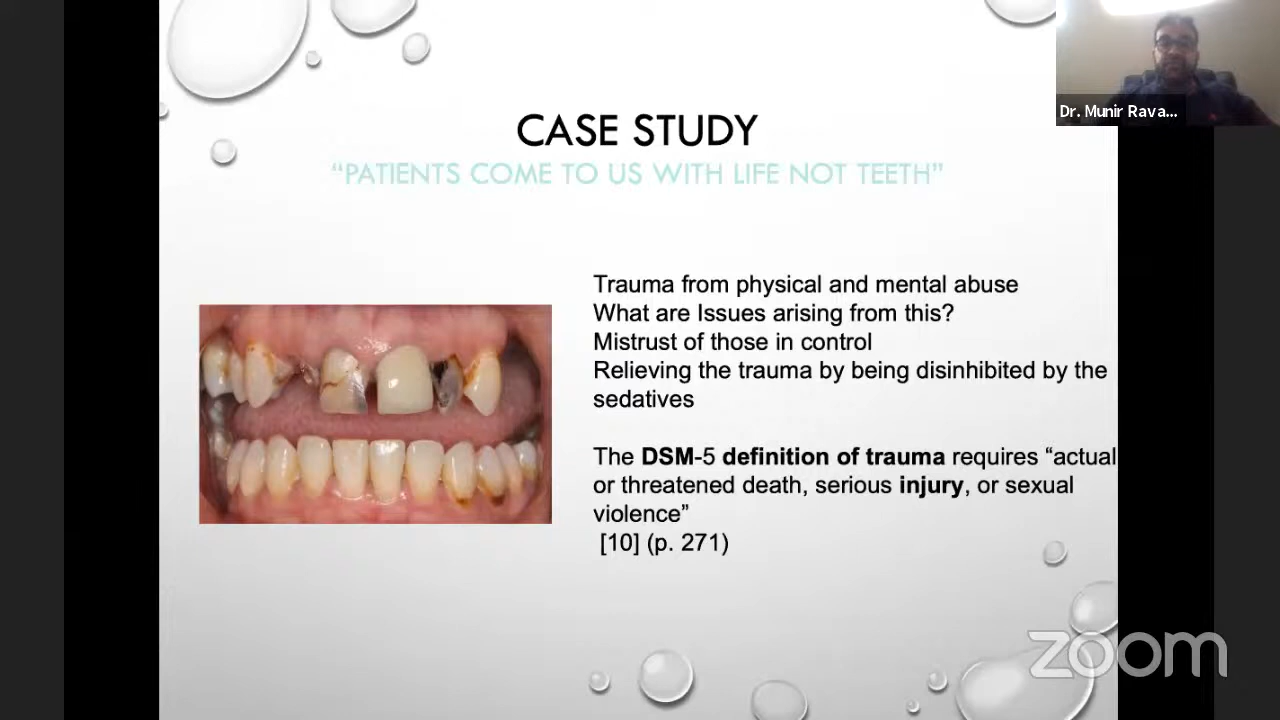 CASE STUDY
“PATIENTS COME TO US WITH LIFE NOT TEETH”
Trauma from physical and mental abuse
What are Issues arising from this?
Mistrust of those in control
Relieving the trauma by being disinhibited by the
sedatives
The DSM-5 definition of trauma requires “actual
or threatened death, serious injury, or sexual
violence”
[10] (p. 271)
Dr. Munir Rava...
zoom